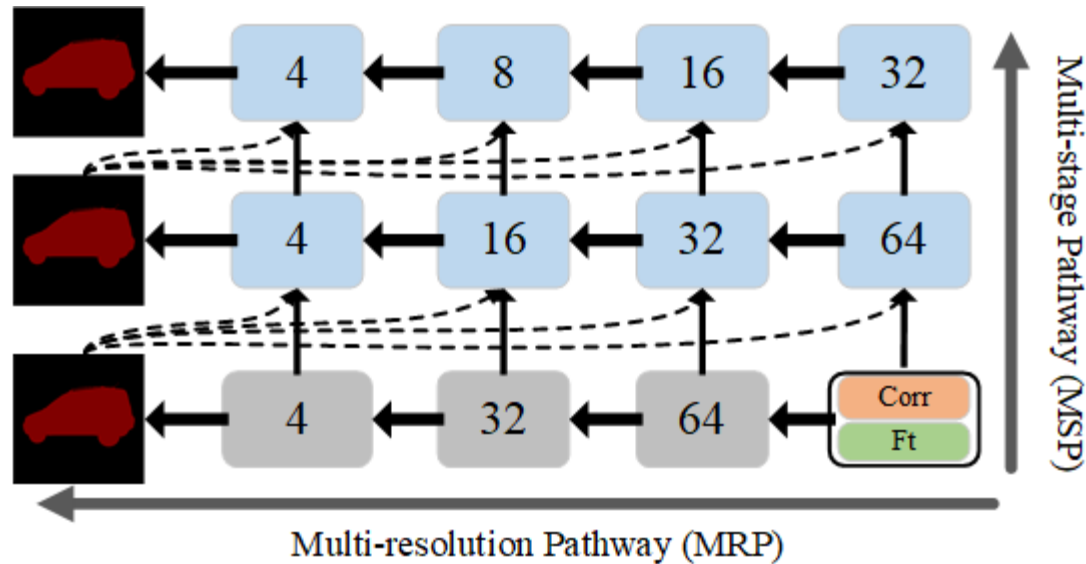 4 8 16 32
4 16 32 64
4 32 64 Corr
Ft
Multi-stage Pathway (MSP)
Multi-resolution Pathway (MRP)